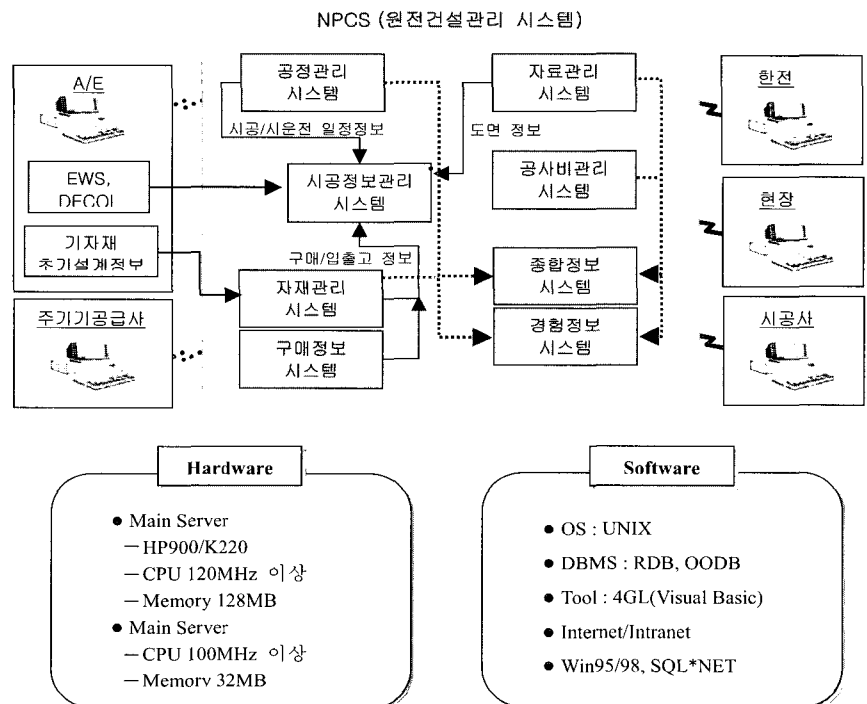 NPCS (원전건설관리 시스템)
A/E
EWS,
DECOI
기자재
초기설계정보
주기기공급사
공정관리
시스템
시공/시운전 일정정보
시공정보관리
시스템
구매/입출고 정보
자재관리
시스템
구매정보
시스템
자료관리
시스템
도면 정보
공사비관리
시스템
종합정보
시스템
경험정보
시스템
한전
현장
시공사
Hardware
● Main Server
－HP900/K220
－CPU 120MHz 이상
－Memory 128MB
● Main Server
－CPU 100MHz 이상
－Memory 32MB
Software
● OS : UNIX
● DBMS : RDB, OODB
● Tool : 4GL(Visual Basic)
● Internet/Intranet
● Win95/98, SQL*NET